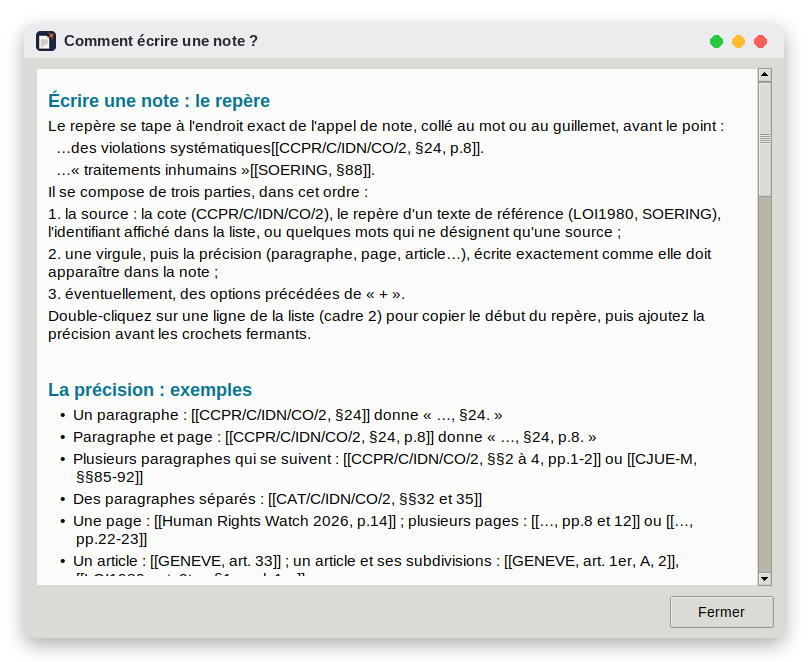 Comment écrire une note ?
Écrire une note : le repère
Le repère se tape à l'endroit exact de l'appel de note, collé au mot ou au guillemet, avant le point :
…des violations systématiques[[CCPR/C/IDN/CO/2, §24, p.8]].
…« traitements inhumains »[[SOERING, §88]].
Il se compose de trois parties, dans cet ordre :
1. la source : la cote (CCPR/C/IDN/CO/2), le repère d'un texte de référence (LOI1980, SOERING),
l'identifiant affiché dans la liste, ou quelques mots qui ne désignent qu'une source ;
2. une virgule, puis la précision (paragraphe, page, article…), écrite exactement comme elle doit
apparaître dans la note ;
3. éventuellement, des options précédées de « + ».
Double-cliquez sur une ligne de la liste (cadre 2) pour copier le début du repère, puis ajoutez la
précision avant les crochets fermants.
La précision : exemples
• Un paragraphe : [[CCPR/C/IDN/CO/2, §24]] donne « …, §24. »
• Paragraphe et page : [[CCPR/C/IDN/CO/2, §24, p.8]] donne « …, §24, p.8. »
• Plusieurs paragraphes qui se suivent : [[CCPR/C/IDN/CO/2, §§2 à 4, pp.1-2]] ou [[CJUE-M,
§§85-92]]
• Des paragraphes séparés : [[CAT/C/IDN/CO/2, §§32 et 35]]
• Une page : [[Human Rights Watch 2026, p.14]] ; plusieurs pages : [[…, pp.8 et 12]] ou [[…,
pp.22-23]]
• Un article : [[GENEVE, art. 33]] ; un article et ses subdivisions : [[GENEVE, art. 1er, A, 2]],
Fermer